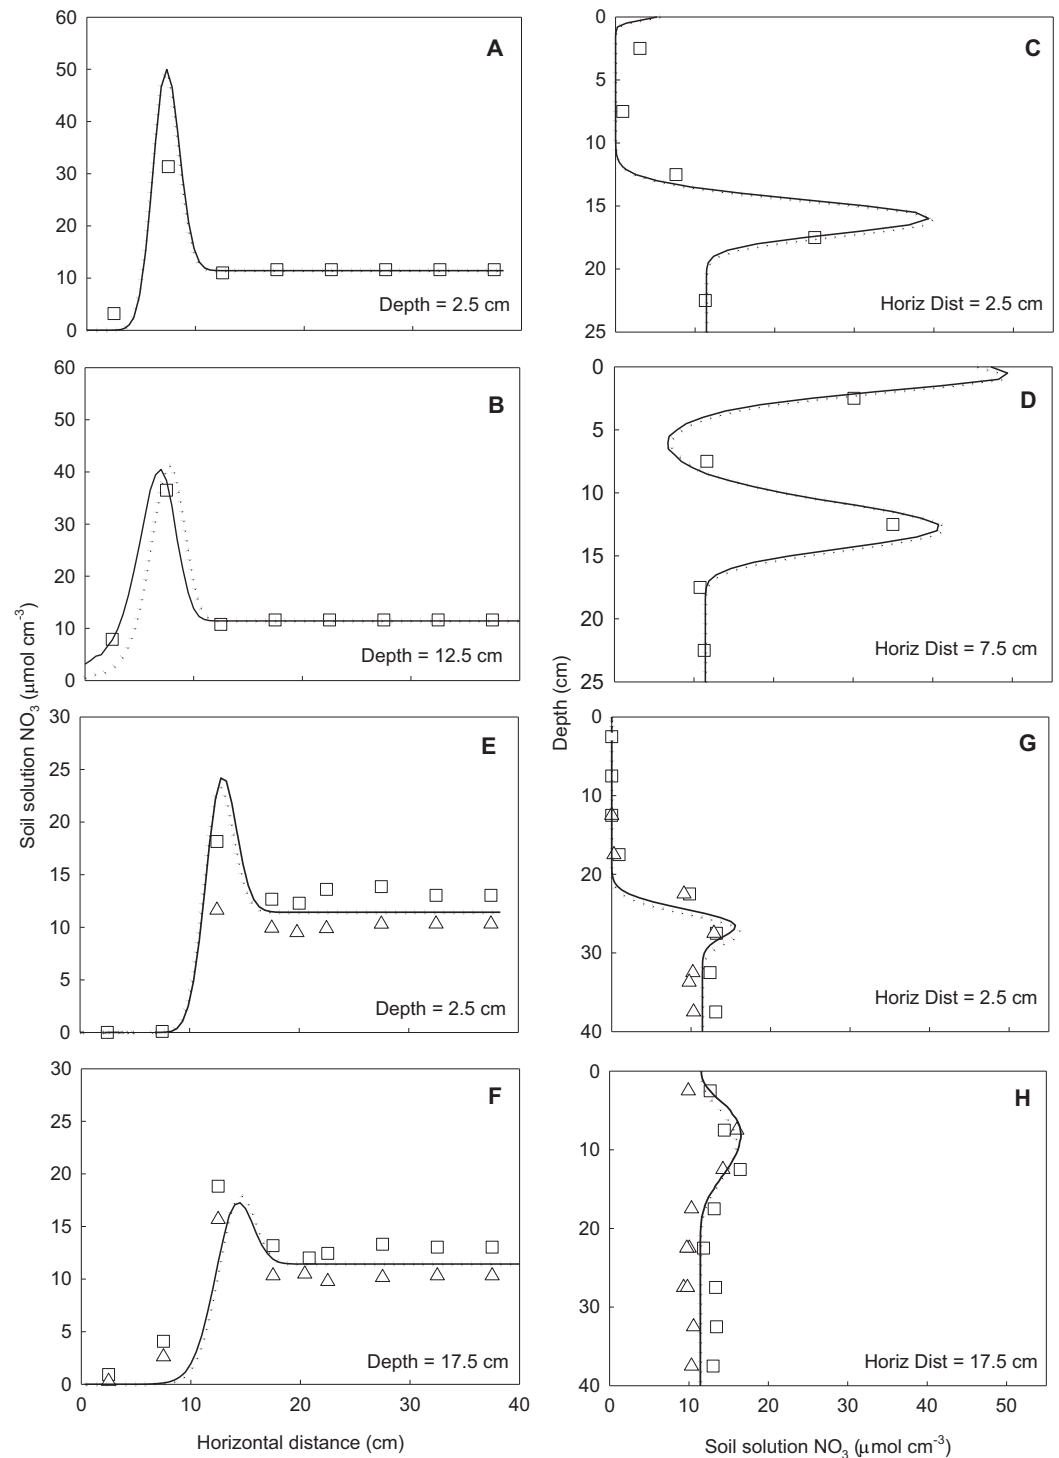 60
50
40
30
20
10
0
A
Depth = 2.5 cm
0
5
10
15
20
25
C
Horiz Dist = 2.5 cm
60
50
40
30
20
10
0
B
Depth = 12.5 cm
0
5
10
15
20
25
D
Horiz Dist = 7.5 cm
Soil solution NO3 (μmol cm-3)
Depth (cm)
30
25
20
15
10
5
0
E
Depth = 2.5 cm
0
10
20
30
40
G
Horiz Dist = 2.5 cm
30
25
20
15
10
5
0
F
Depth = 17.5 cm
0 10 20 30 40
Horizontal distance (cm)
0
10
20
30
40
H
Horiz Dist = 17.5 cm
0 10 20 30 40 50
Soil solution NO3 (μmol cm-3)